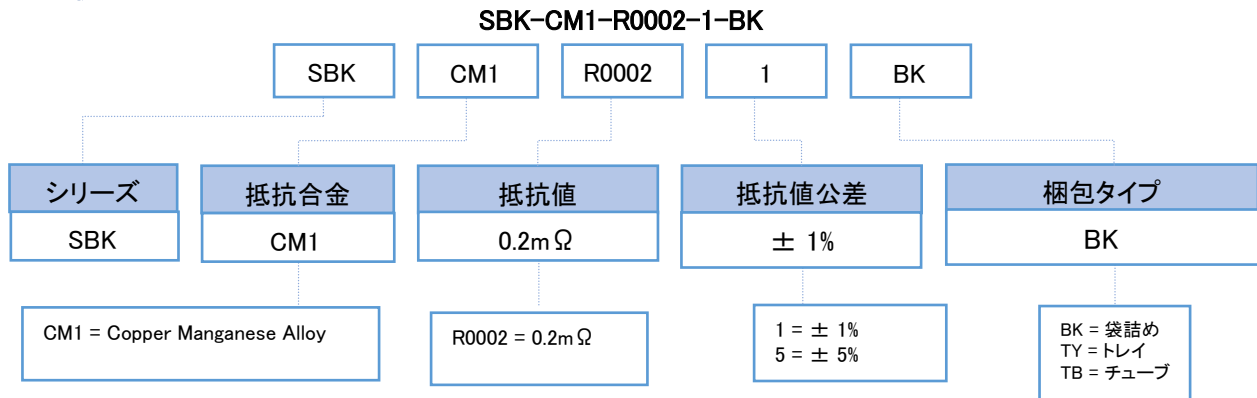 SBK-CM1-R0002-1-BK
SBK
CM1
R0002
1
BK
シリーズ
抵抗合金
抵抗値
抵抗値公差
梱包タイプ
SBK
CM1
0.2mΩ
± 1%
BK
CM1 = Copper Manganese Alloy
R0002 = 0.2mΩ
1 = ± 1%
5 = ± 5%
BK = 袋詰め
TY = トレイ
TB = チューブ